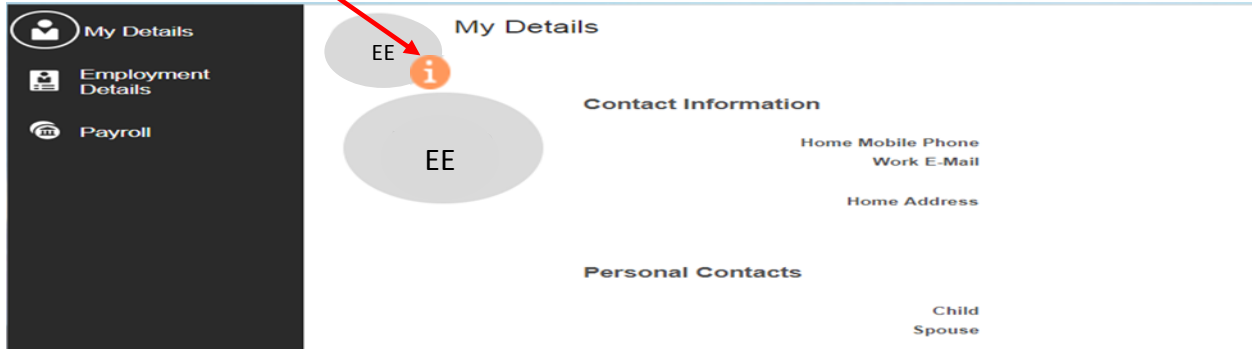 My Details
Employment
Details
Payroll
My Details
EE
i
EE
Contact Information
Home Mobile Phone
Work E-Mail
Home Address
Personal Contacts
Child
Spouse